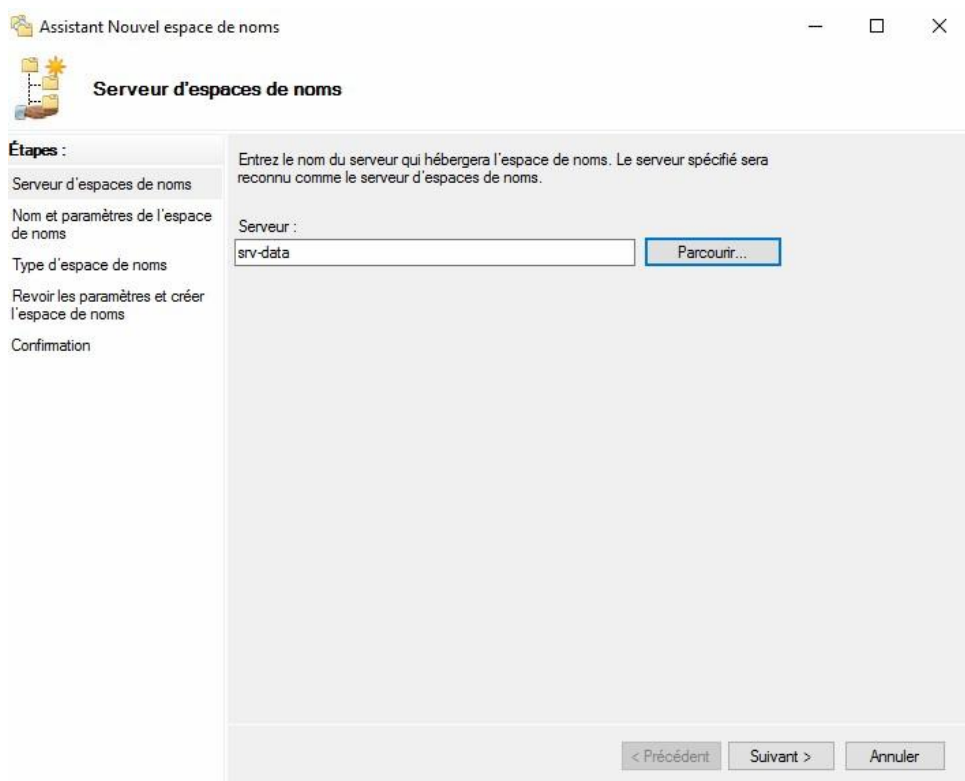 Assistant Nouvel espace de noms
Serveur d'espaces de noms
Étapes :
Serveur d'espaces de noms
Nom et paramètres de l'espace
de noms
Type d'espace de noms
Revoir les paramètres et créer
l'espace de noms
Confirmation
Entrez le nom du serveur qui hébergera l'espace de noms. Le serveur spécifié sera
reconnu comme le serveur d'espaces de noms.
Serveur :
srv-data
Parcourir...
< Précédent
Suivant >
Annuler